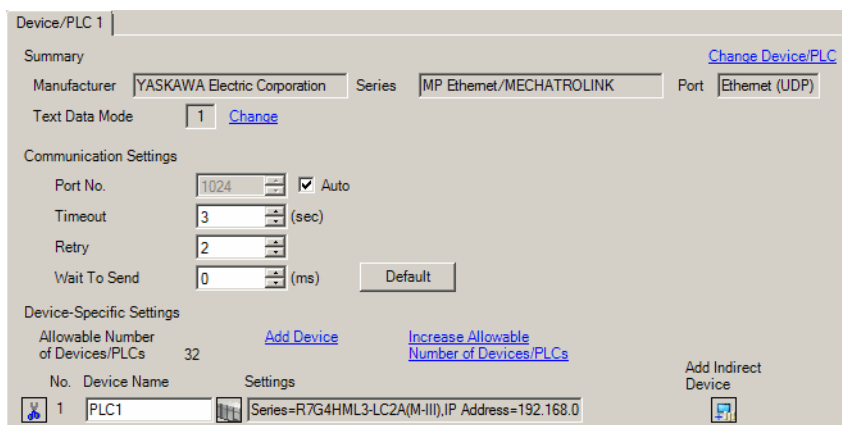 Device/PLC 1
Summary Change Device/PLC
Manufacturer YASKAWA Electric Corporation Series MP Ethernet/MECHATROLINK Port Ethernet (UDP)
Text Data Mode 1 Change
Communication Settings
Port No. 1024 Auto
Timeout 3 (sec)
Retry 2
Wait To Send 0 (ms) Default
Device-Specific Settings
Allowable Number Add Device Increase Allowable
of Devices/PLCs 32 Number of Devices/PLCs
Add Indirect
No. Device Name Settings Device
1 PLC1 Series=R7G4HML3-LC2A(M-III),IP Address=192.168.0